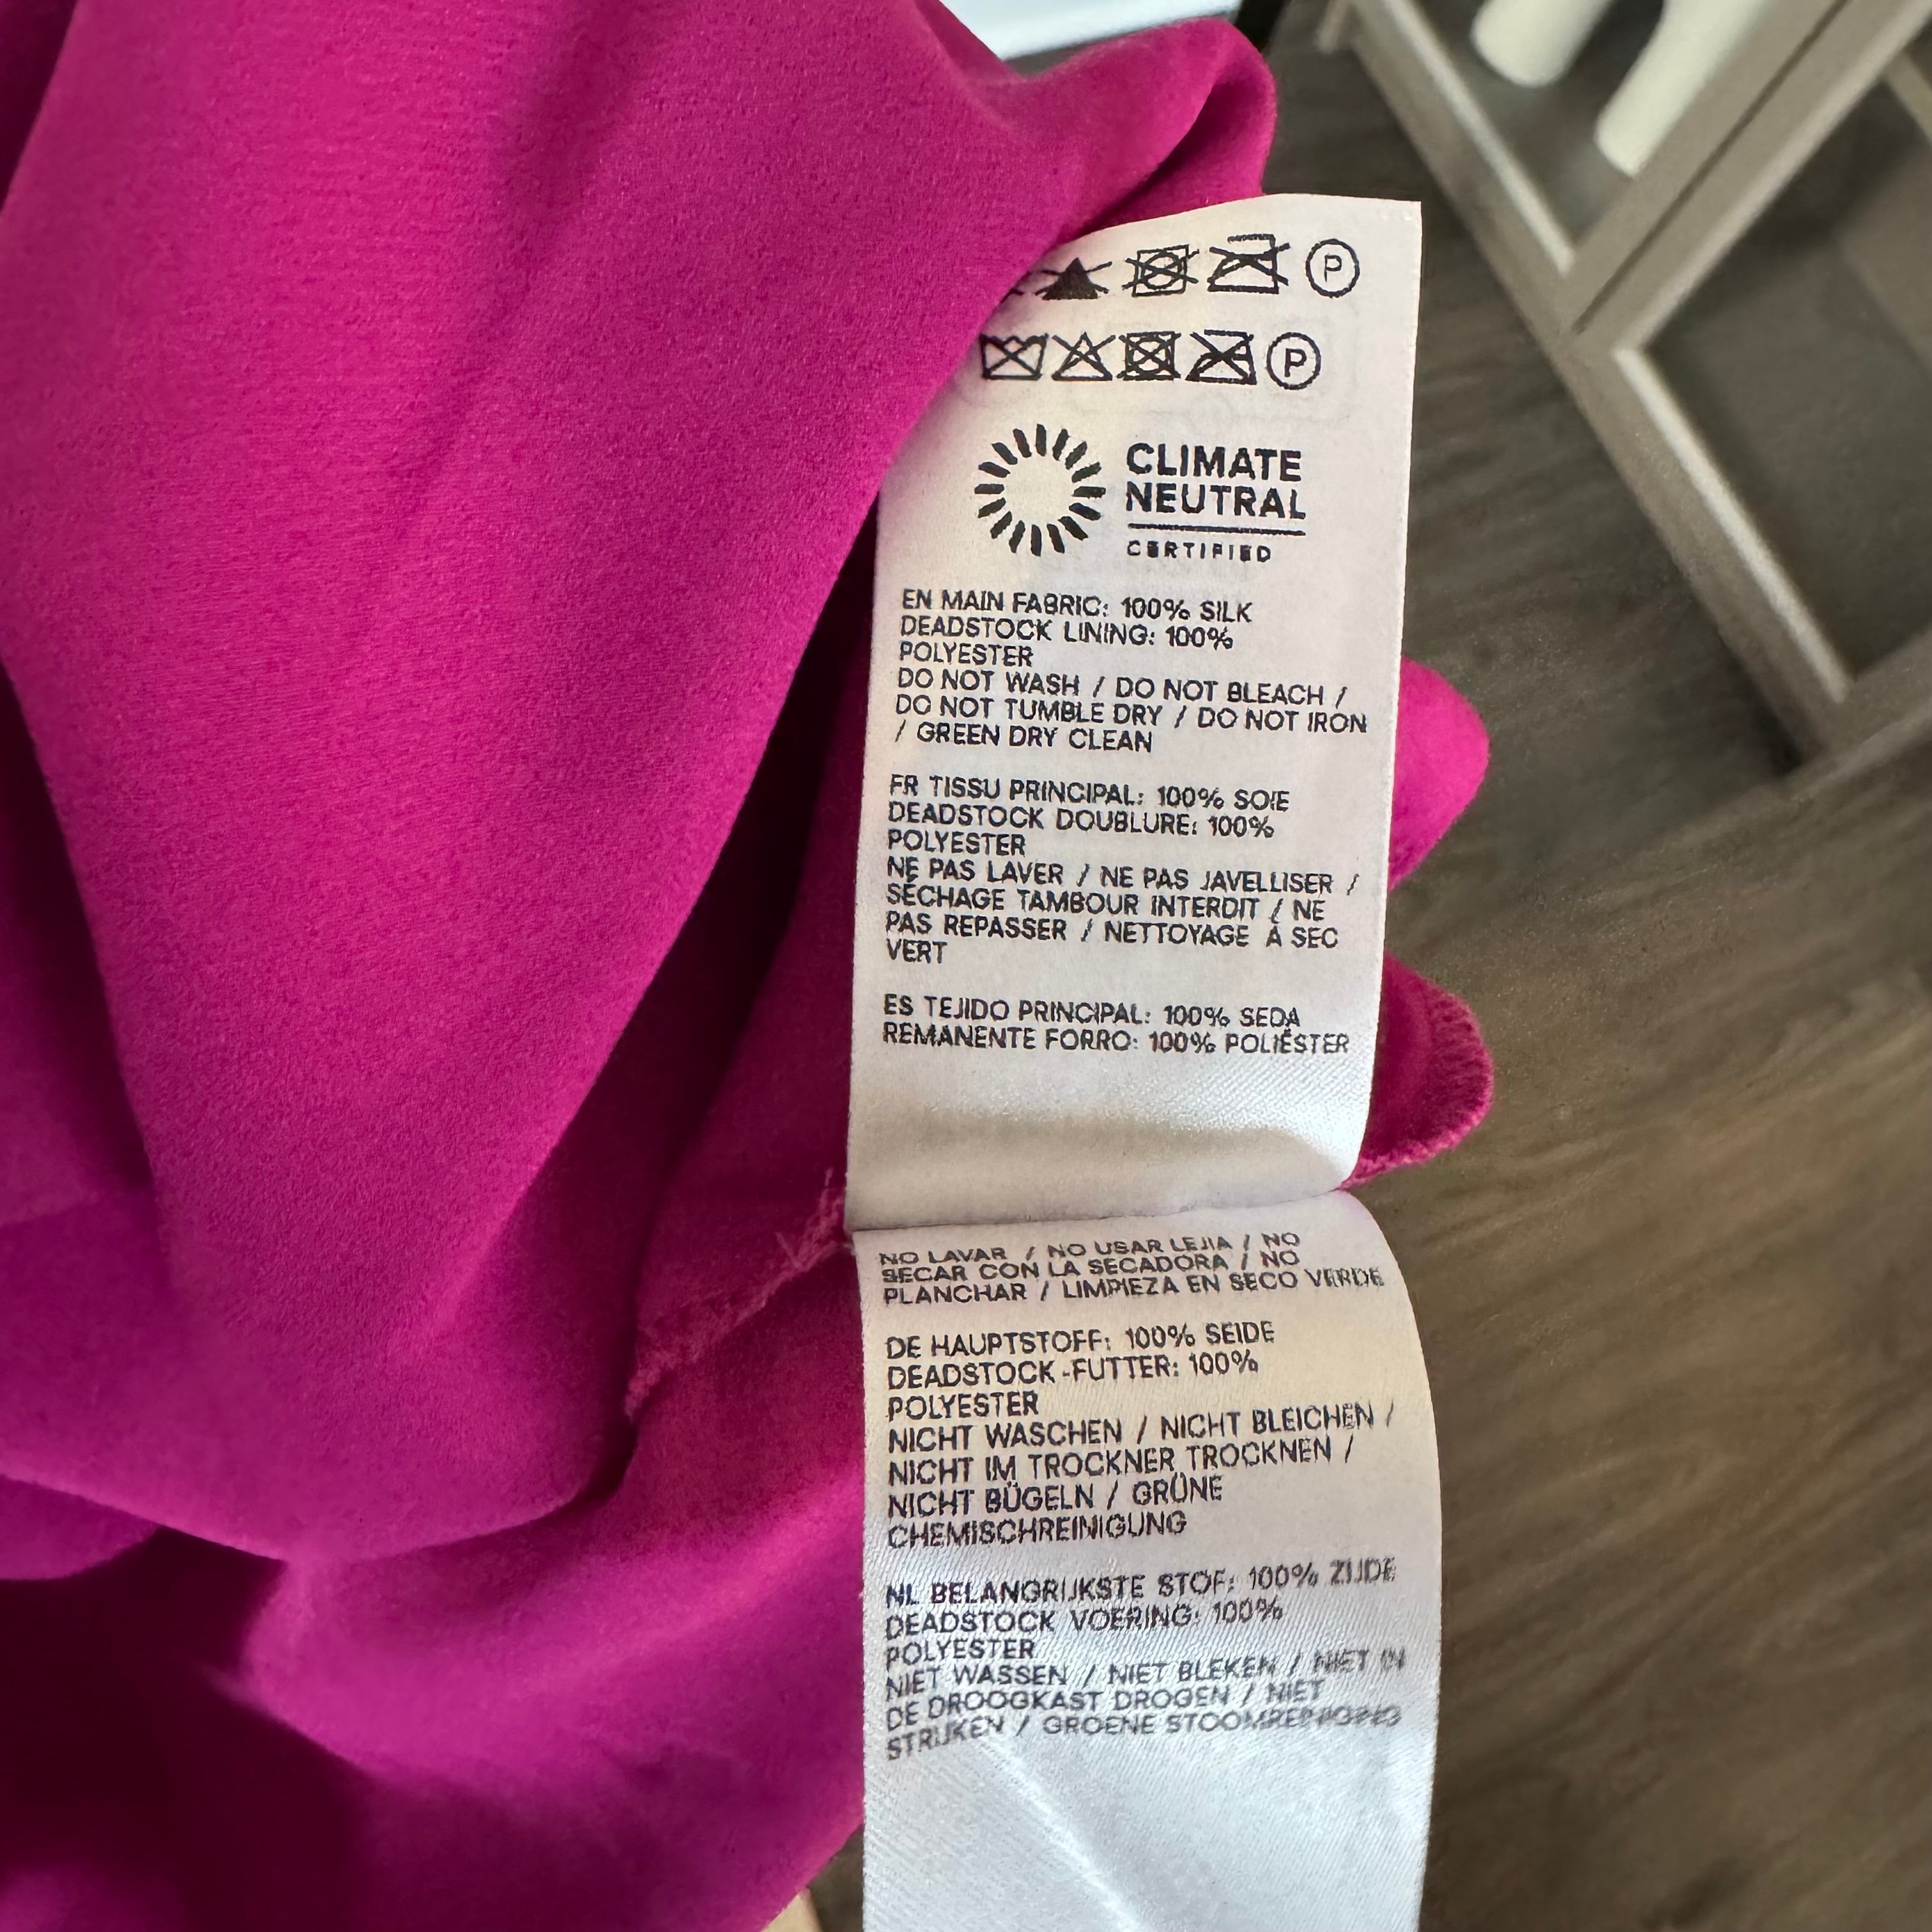 P
P
CLIMATE
NEUTRAL
CERTIFIED
EN MAIN FABRIC: 100% SILK
DEADSTOCK LINING: 100%
POLYESTER
DO NOT WASH / DO NOT BLEACH /
DO NOT TUMBLE DRY / DO NOT IRON
/ GREEN DRY CLEAN
FR TISSU PRINCIPAL: 100% SOIE
DEADSTOCK DOUBLURE: 100%
POLYESTER
NE PAS LAVER / NE PAS JAVELLISER /
SÉCHAGE TAMBOUR INTERDIT / NE
PAS REPASSER / NETTOYAGE À SEC
VERT
ES TEJIDO PRINCIPAL: 100% SEDA
REMANENTE FORRO: 100% POLIÉSTER
NO LAVAR / NO USAR LEJIA / NO
SECAR CON LA SECADORA / NO
PLANCHAR / LIMPIEZA EN SECO VERDE
DE HAUPTSTOFF: 100% SEIDE
DEADSTOCK-FUTTER: 100%
POLYESTER
NICHT WASCHEN / NICHT BLEICHEN /
NICHT IM TROCKNER TROCKNEN /
NICHT BÜGELN / GRÜNE
CHEMISCHREINIGUNG
NL BELANGRIJKSTE STOF: 100% ZIJDE
DEADSTOCK VOERING: 100%
POLYESTER
NIET WASSEN / NIET BLEKEN / NIET IN
DE DROOGKAST DROGEN / NIET
STRIJKEN / GROENE